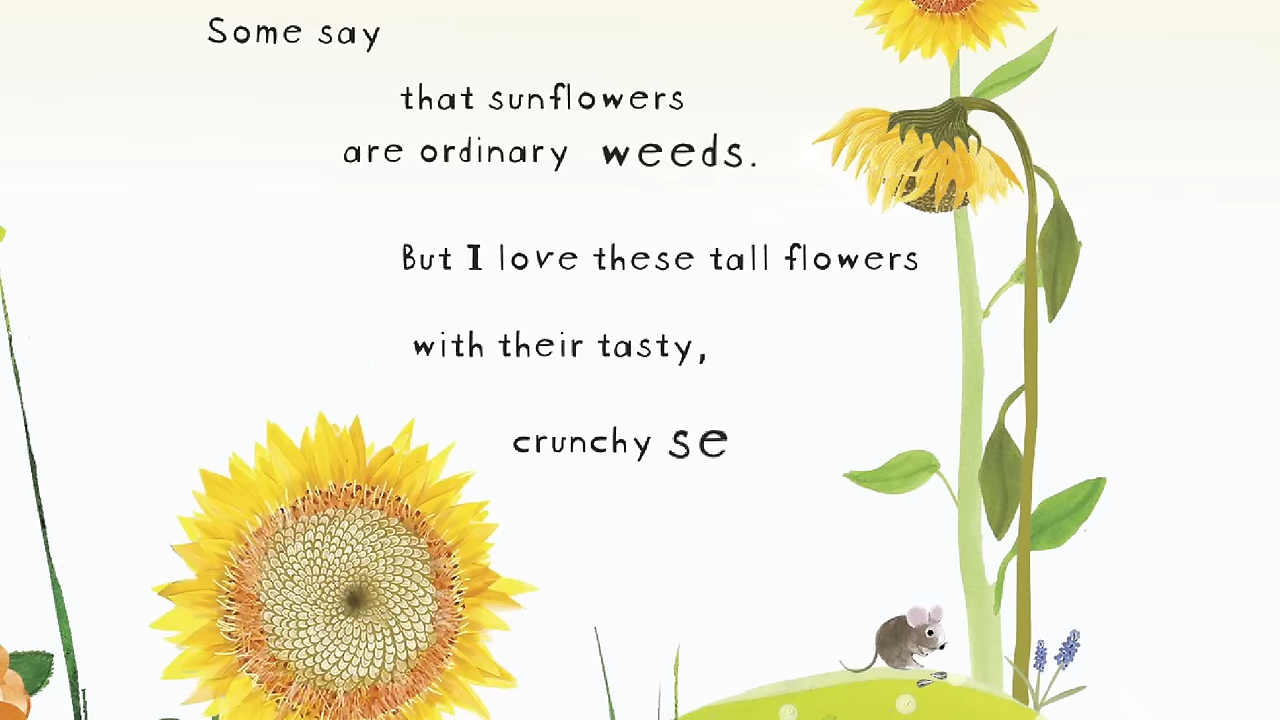 Some say
that sunflowers
are ordinary weeds.
But I love these tall flowers
with their tasty,
crunchy se